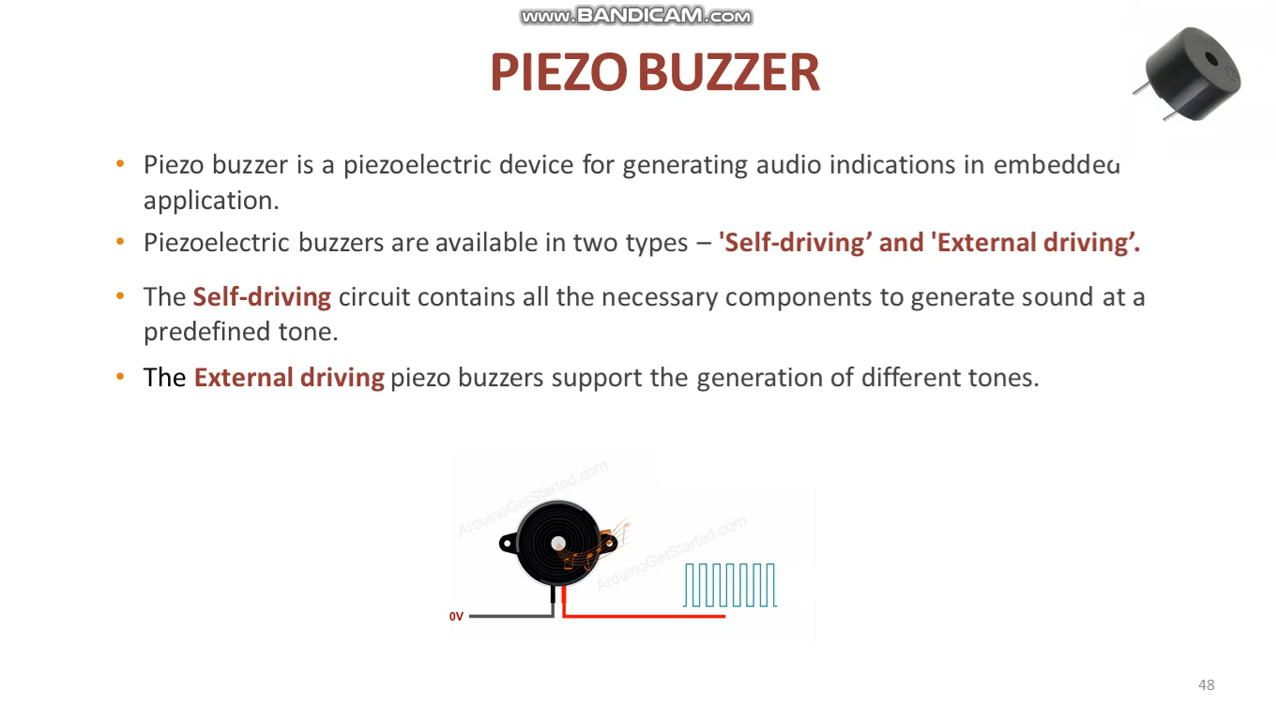 www.BANDICAM.com
PIEZO BUZZER
• Piezo buzzer is a piezoelectric device for generating audio indications in embedded
application.
• Piezoelectric buzzers are available in two types – 'Self-driving’ and 'External driving’.
• The Self-driving circuit contains all the necessary components to generate sound at a
predefined tone.
• The External driving piezo buzzers support the generation of different tones.
ArduinoGetStarted.com
ArduinoGetStarted.com
0V
48